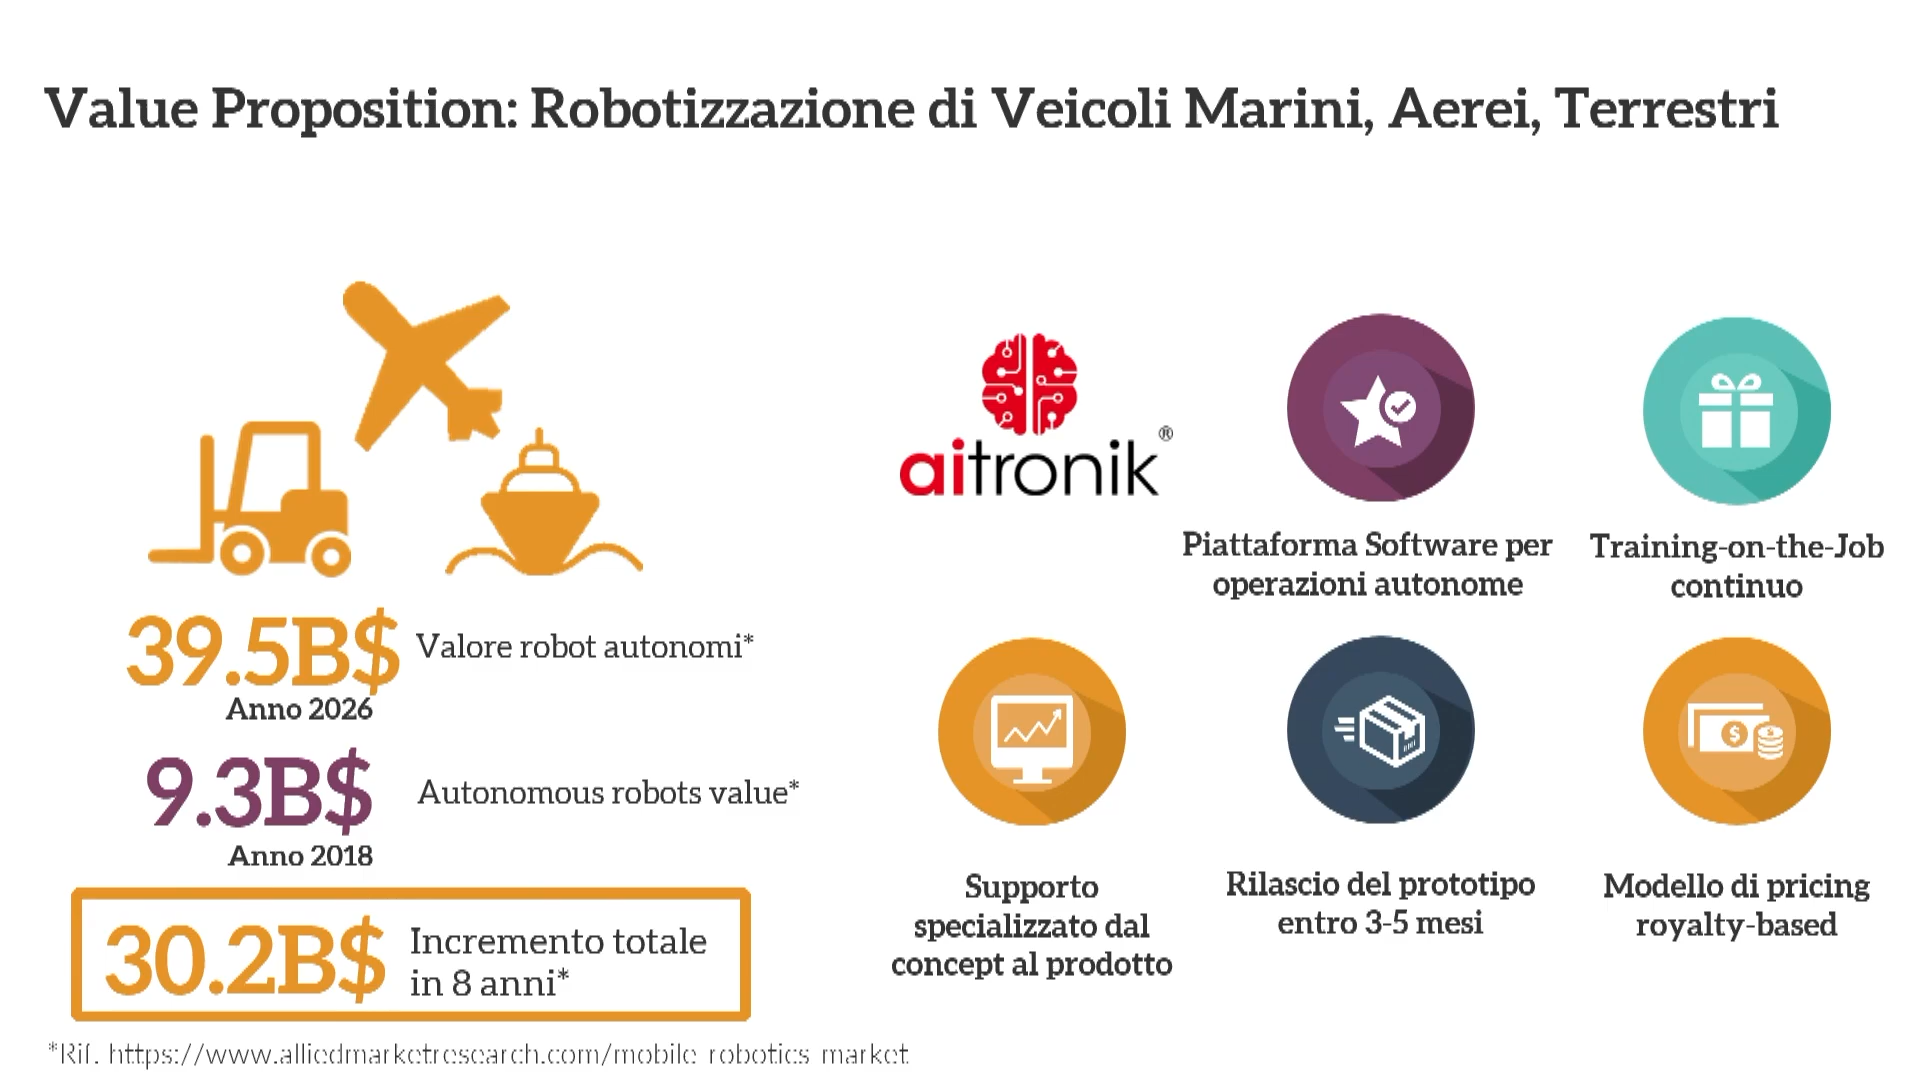 Value Proposition: Robotizzazione di Veicoli Marini, Aerei, Terrestri
39.5B$ Valore robot autonomi*
Anno 2026
9.3B$ Autonomous robots value*
Anno 2018
30.2B$ Incremento totale
in 8 anni*
*Rif. https://www.alliedmarketresearch.com/mobile-robotics-market
aitronik®
Piattaforma Software per
operazioni autonome
Training-on-the-Job
continuo
Supporto
specializzato dal
concept al prodotto
Rilascio del prototipo
entro 3-5 mesi
Modello di pricing
royalty-based